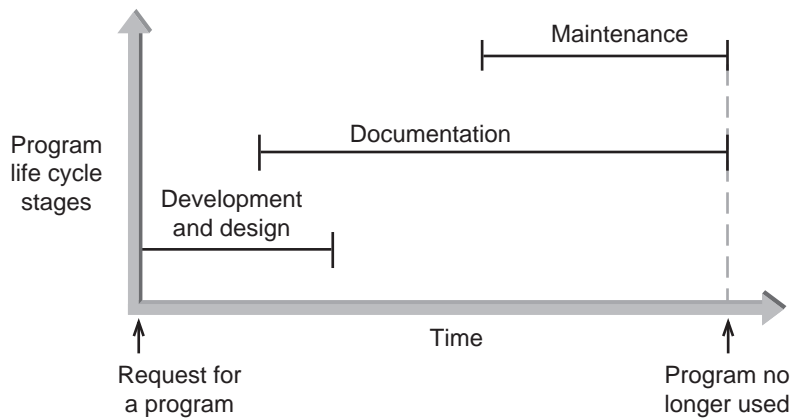 Maintenance
Documentation
Program
life cycle
stages
Development
and design
Time
Request for
a program
Program no
longer used